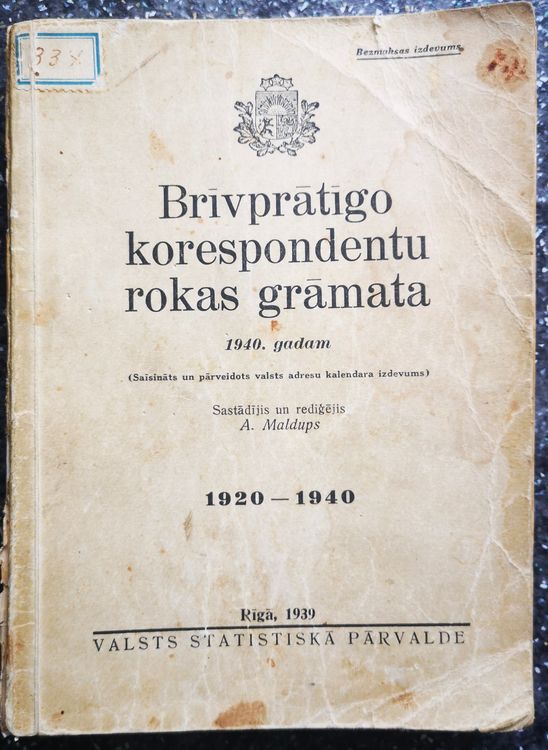 Bezmaksas izdevums
Brīvprātīgo
korespondentu
rokas grāmata
1940. gadam
(Saīsināts un pārveidots valsts adresu kalendara izdevums)
Sastādījis un rediģējis
A. Maldups
1920 — 1940
Rīgā, 1939
VALSTS STATISTISKĀ PĀRVALDE